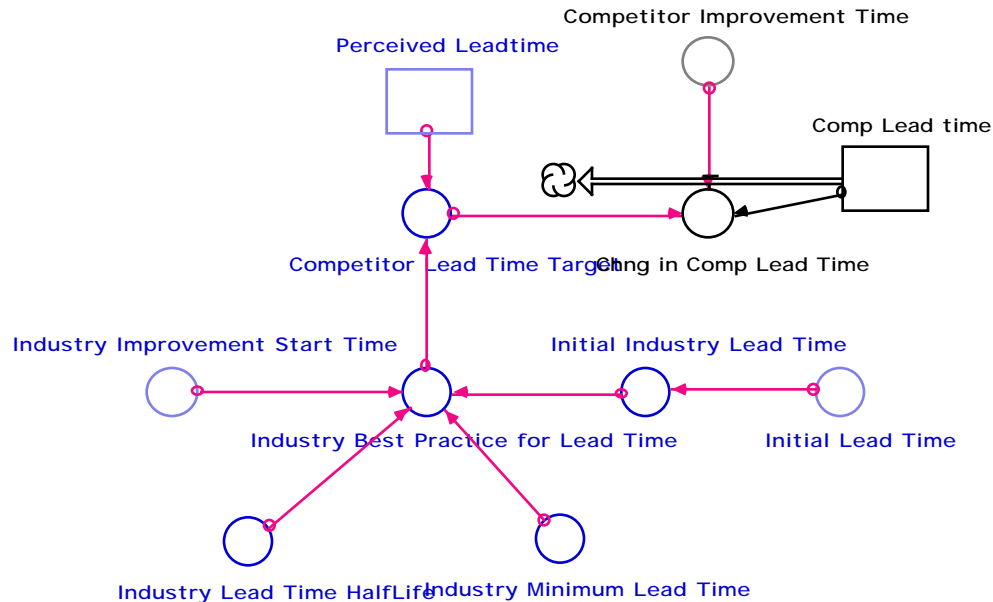 Competitor Improvement Time
Perceived Leadtime
Comp Lead time
Competitor Lead Time Target
Chng in Comp Lead Time
Industry Improvement Start Time
Initial Industry Lead Time
Industry Best Practice for Lead Time
Initial Lead Time
Industry Lead Time HalfLife
Industry Minimum Lead Time